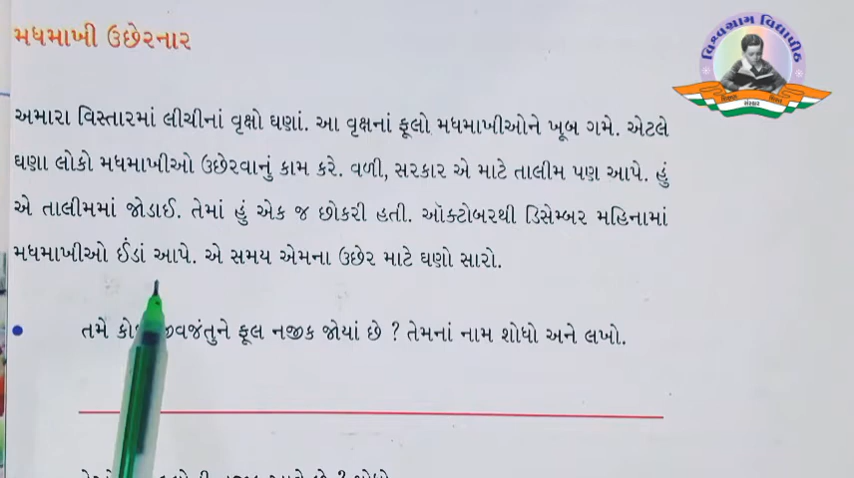 મધમાખી ઉછેરનાર
વિશ્વગ્રામ વિદ્યાપીઠ
અમારા વિસ્તારમાં લીચીનાં વૃક્ષો ઘણાં. આ વૃક્ષનાં ફૂલો મધમાખીઓને ખૂબ ગમે. એટલે
ઘણા લોકો મધમાખીઓ ઉછેરવાનું કામ કરે. વળી, સરકાર એ માટે તાલીમ પણ આપે. હું
એ તાલીમમાં જોડાઈ. તેમાં હું એક જ છોકરી હતી. ઑક્ટોબરથી ડિસેમ્બર મહિનામાં
મધમાખીઓ ઈંડાં આપે. એ સમય એમના ઉછેર માટે ઘણો સારો.
તમે ફૂલ નજીક જોયાં છે ? તેમનાં નામ શોધો અને લખો.